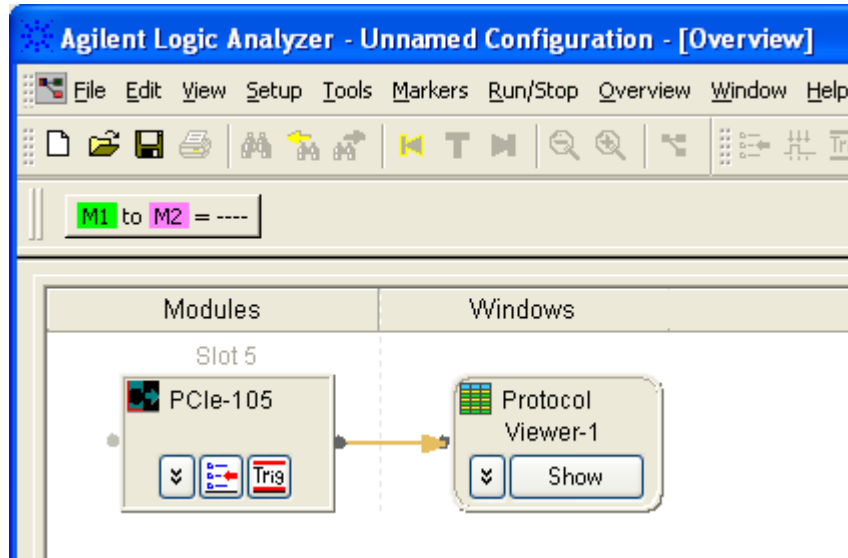 Agilent Logic Analyzer - Unnamed Configuration - [Overview]
File Edit View Setup Tools Markers Run/Stop Overview Window Help
T
M1 to M2 = ----
Modules Windows
Slot 5
PCIe-105
Trig
Protocol
Viewer-1
Show